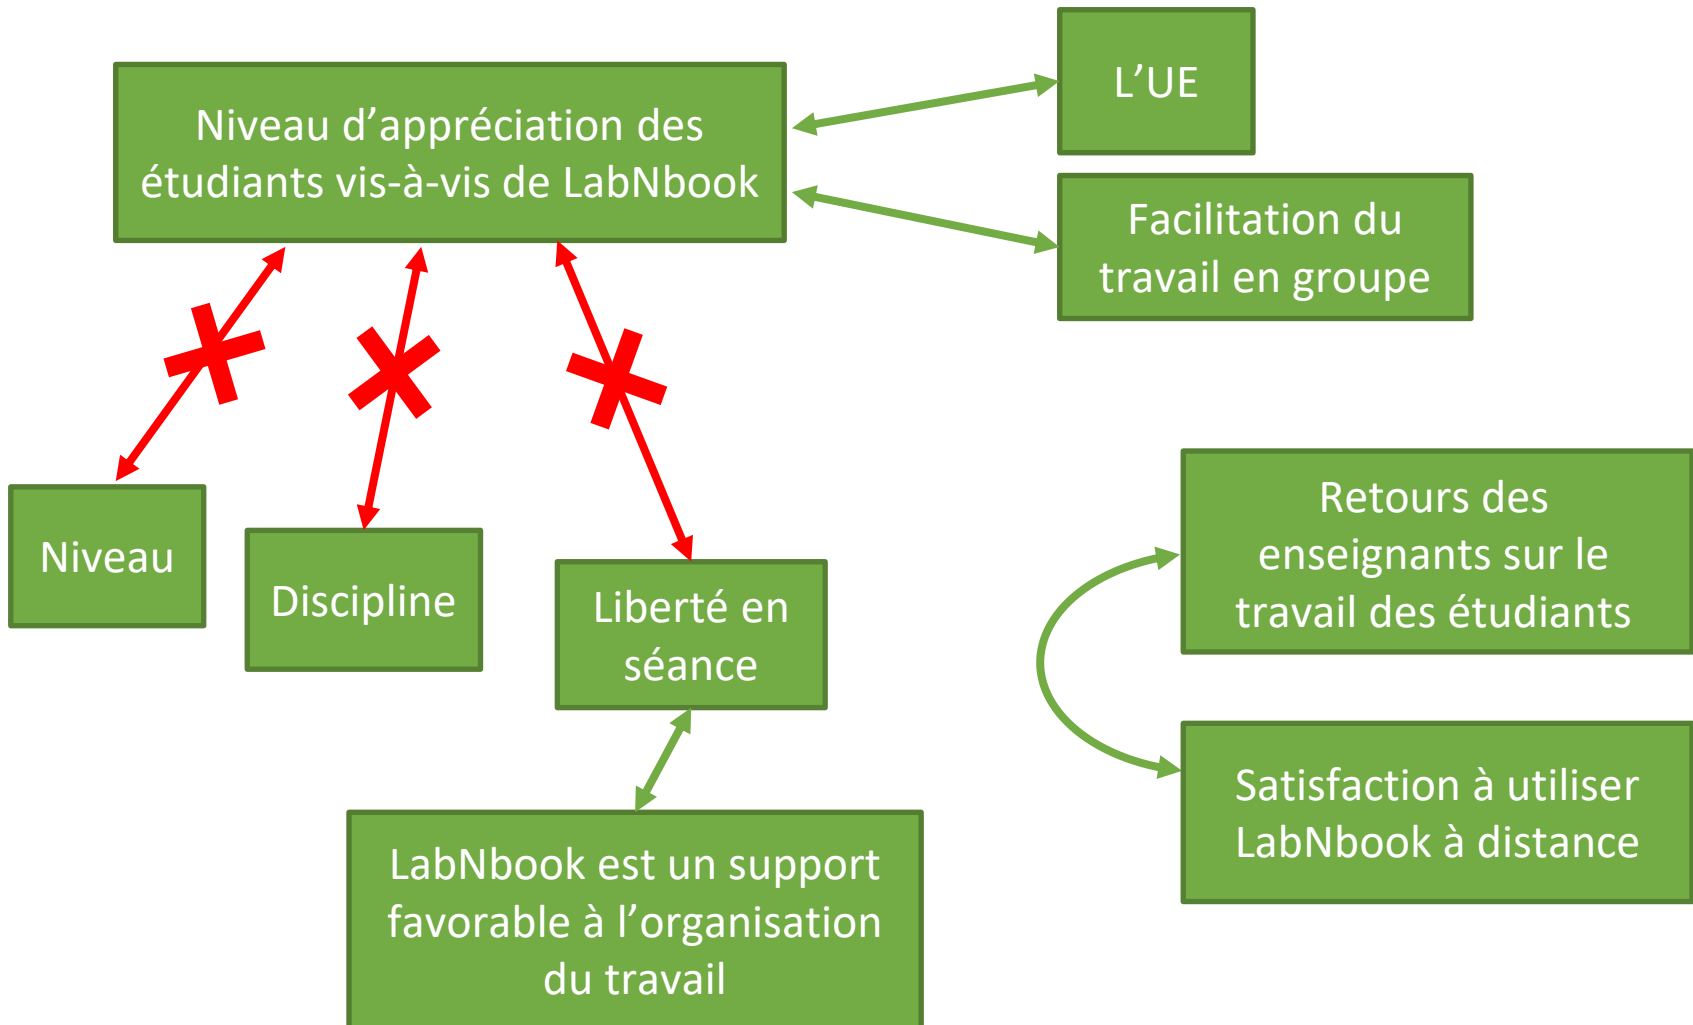 L’UE
Niveau d’appréciation des
étudiants vis-à-vis de LabNbook
Facilitation du
travail en groupe
Niveau
Discipline
Liberté en
séance
Retours des
enseignants sur le
travail des étudiants
LabNbook est un support
favorable à l’organisation
du travail
Satisfaction à utiliser
LabNbook à distance